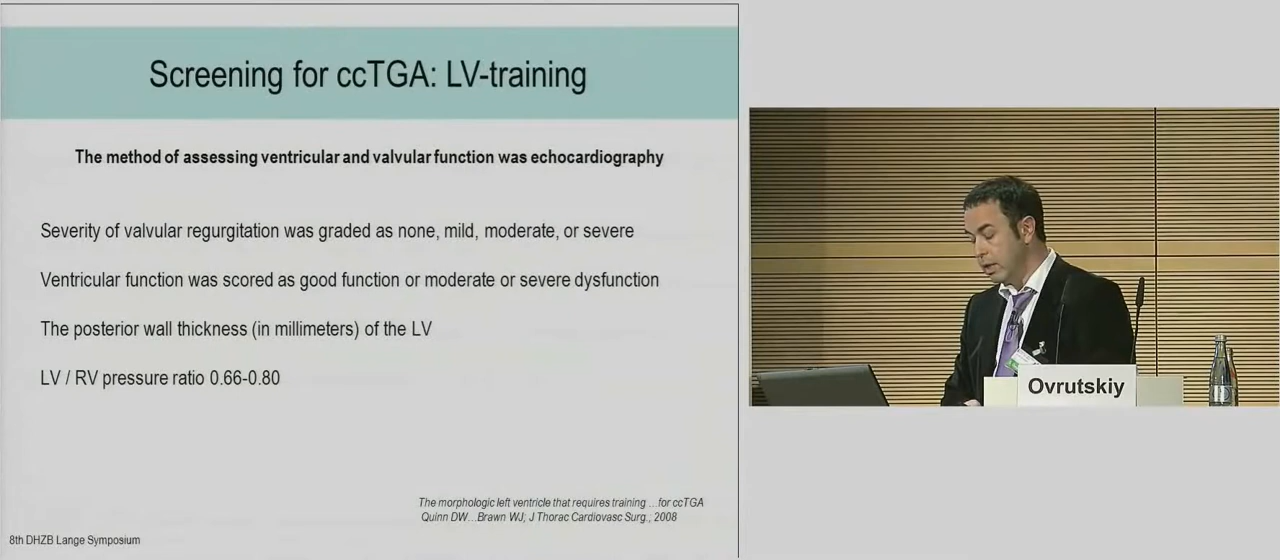 Screening for ccTGA: LV-training
The method of assessing ventricular and valvular function was echocardiography
Severity of valvular regurgitation was graded as none, mild, moderate, or severe
Ventricular function was scored as good function or moderate or severe dysfunction
The posterior wall thickness (in millimeters) of the LV
LV / RV pressure ratio 0.66-0.80
The morphologic left ventricle that requires training ...for ccTGA
Quinn DW...Brawn WJ; J Thorac Cardiovasc Surg., 2008
8th DHZB Lange Symposium
Ovrutskiy